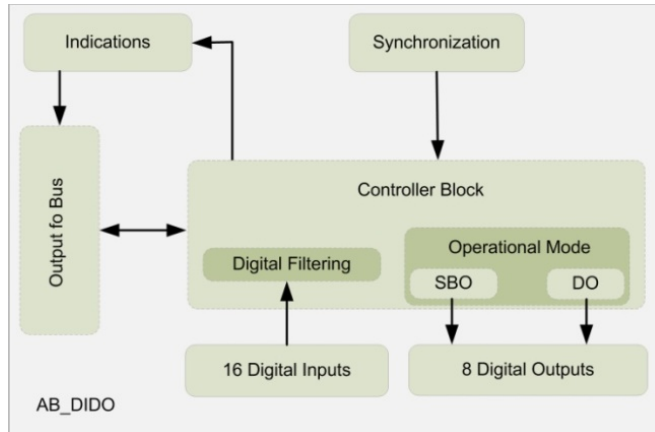 Indications
Synchronization
Output fo Bus
Controller Block
Digital Filtering
Operational Mode
SBO
DO
16 Digital Inputs
8 Digital Outputs
AB_DIDO